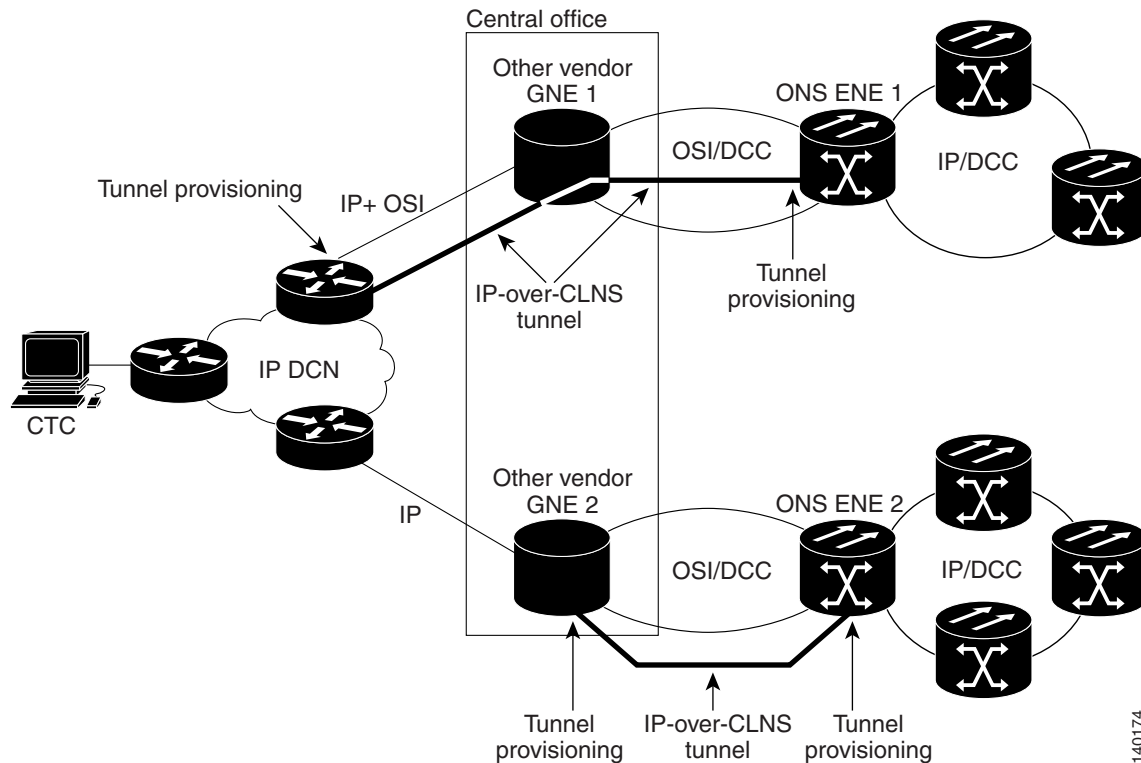 Central office
Other vendor
GNE 1
ONS ENE 1
OSI/DCC
IP/DCC
Tunnel provisioning
IP+ OSI
IP-over-CLNS
tunnel
Tunnel
provisioning
IP DCN
CTC
Other vendor
GNE 2
ONS ENE 2
IP
OSI/DCC
IP/DCC
Tunnel
provisioning
IP-over-CLNS
tunnel
Tunnel
provisioning
140174